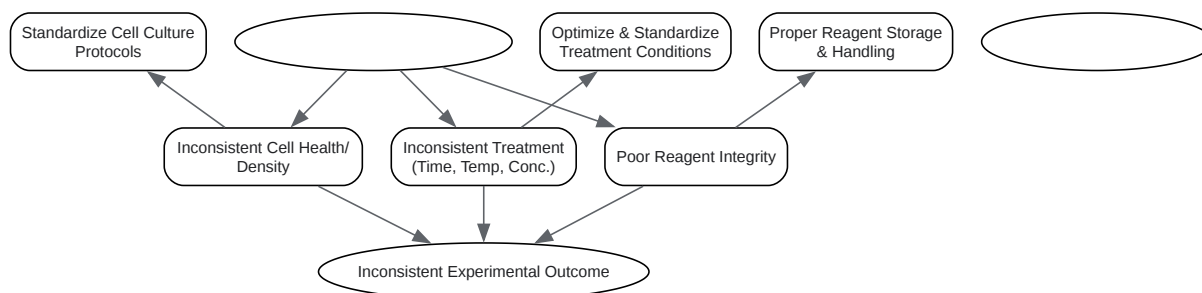 Standardize Cell Culture
Protocols
Optimize & Standardize
Treatment Conditions
Proper Reagent Storage
& Handling
Inconsistent Cell Health/
Density
Inconsistent Treatment
(Time, Temp, Conc.)
Poor Reagent Integrity
Inconsistent Experimental Outcome